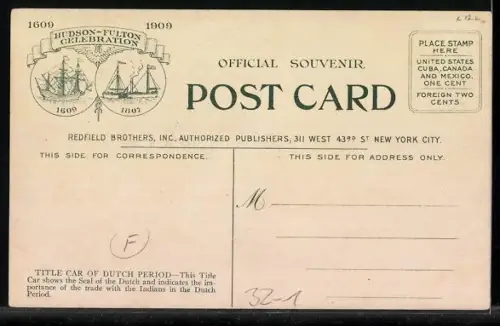 1609 1909
HUDSON-FULTON
CELEBRATION
1609 1807
OFFICIAL SOUVENIR
POST CARD
PLACE STAMP
HERE
UNITED STATES
CUBA, CANADA
AND MEXICO.
ONE CENT
FOREIGN TWO
CENTS
REDFIELD BROTHERS, INC, AUTHORIZED PUBLISHERS, 311 WEST 43RD ST NEW YORK CITY.
THIS SIDE FOR CORRESPONDENCE.
THIS SIDE FOR ADDRESS ONLY.
M
F
TITLE CAR OF DUTCH PERIOD—This Title
Car shows the Seal of the Dutch and indicates the im-
portance of the trade with the Indians in the Dutch
Period.
32-1